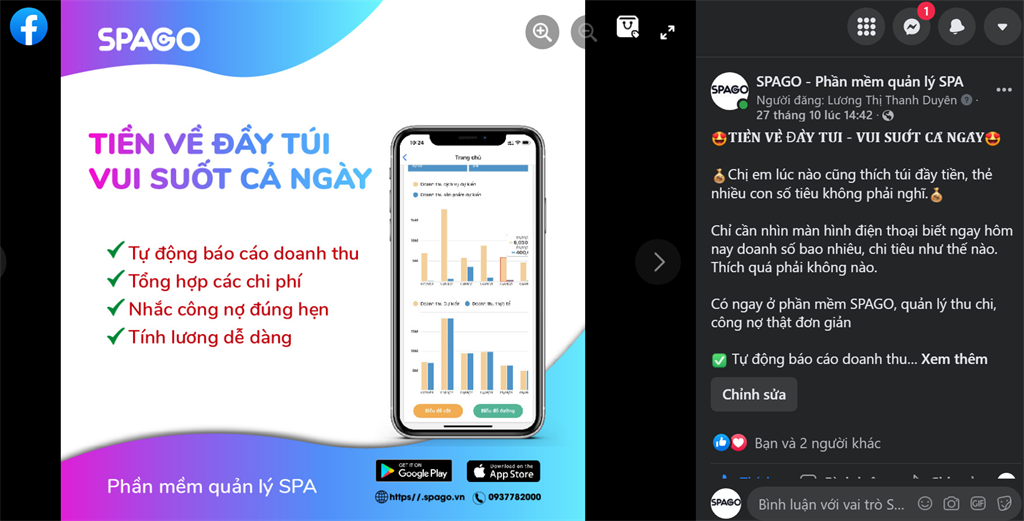 SPAGO
TIỀN VỀ ĐẦY TÚI
VUI SUỐT CẢ NGÀY
Tự động báo cáo doanh thu
Tổng hợp các chi phí
Nhắc công nợ đúng hẹn
Tính lương dễ dàng
10:24
Trang chủ
Biểu đồ cột
Biểu đồ đường
Phần mềm quản lý SPA
GET IT ON
Google Play
Download on the
App Store
https//.spago.vn
0937782000
1
SPAGO
SPAGO - Phần mềm quản lý SPA
Người đăng: Lương Thị Thanh Duyên ·
27 tháng 10 lúc 14:42 ·
TIỀN VỀ ĐẦY TÚI - VUI SUỐT CẢ NGÀY
Chị em lúc nào cũng thích túi đầy tiền, thẻ
nhiều con số tiêu không phải nghĩ.
Chỉ cần nhìn màn hình điện thoại biết ngay hôm
nay doanh số bao nhiêu, chi tiêu như thế nào.
Thích quá phải không nào.
Có ngay ở phần mềm SPAGO, quản lý thu chi,
công nợ thật đơn giản
Tự động báo cáo doanh thu... Xem thêm
Chỉnh sửa
Bạn và 2 người khác
SPAGO
Bình luận với vai trò S...
GIF